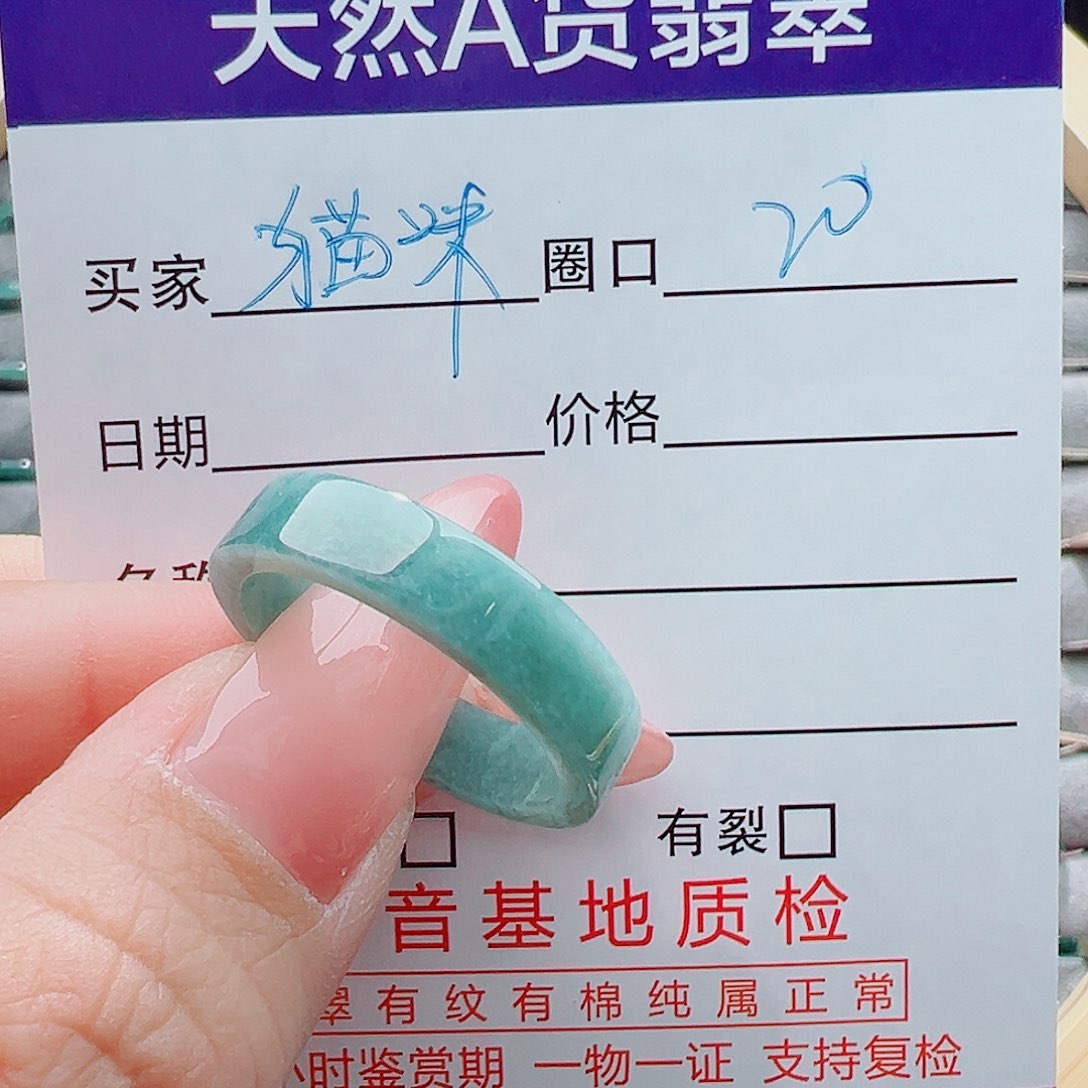 天然A货翡翠
买家 猫咪 圈口 20
日期 价格
有裂
音基地质检
翠有纹有棉纯属正常
小时鉴赏期 一物一证 支持复检